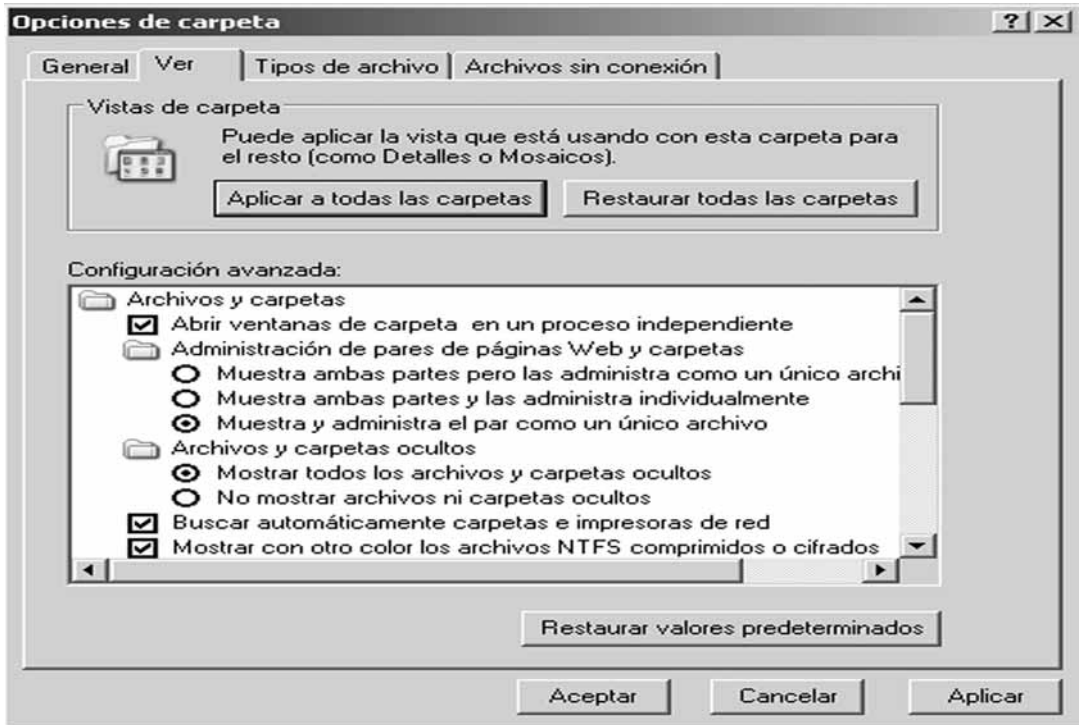 Opciones de carpeta
General Ver Tipos de archivo Archivos sin conexión
Vistas de carpeta
Puede aplicar la vista que está usando con esta carpeta para
el resto (como Detalles o Mosaicos).
Aplicar a todas las carpetas Restaurar todas las carpetas
Configuración avanzada:
Archivos y carpetas
Abrir ventanas de carpeta en un proceso independiente
Administración de pares de páginas Web y carpetas
Muestra ambas partes pero las administra como un único archi
Muestra ambas partes y las administra individualmente
Muestra y administra el par como un único archivo
Archivos y carpetas ocultos
Mostrar todos los archivos y carpetas ocultos
No mostrar archivos ni carpetas ocultos
Buscar automáticamente carpetas e impresoras de red
Mostrar con otro color los archivos NTFS comprimidos o cifrados
Restaurar valores predeterminados
Aceptar Cancelar Aplicar